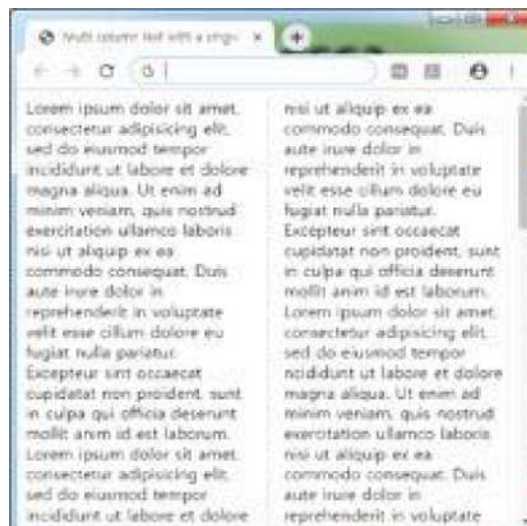 Multi column text with a singl
Lorem ipsum dolor sit amet,
consectetur adipisicing elit,
sed do eiusmod tempor
incididunt ut labore et dolore
magna aliqua. Ut enim ad
minim veniam, quis nostrud
exercitation ullamco laboris
nisi ut aliquip ex ea
commodo consequat. Duis
aute irure dolor in
reprehenderit in voluptate
velit esse cillum dolore eu
fugiat nulla pariatur.
Excepteur sint occaecat
cupidatat non proident, sunt
in culpa qui officia deserunt
mollit anim id est laborum.
Lorem ipsum dolor sit amet,
consectetur adipisicing elit,
sed do eiusmod tempor
incididunt ut labore et dolore
nisi ut aliquip ex ea
commodo consequat. Duis
aute irure dolor in
reprehenderit in voluptate
velit esse cillum dolore eu
fugiat nulla pariatur.
Excepteur sint occaecat
cupidatat non proident, sunt
in culpa qui officia deserunt
mollit anim id est laborum.
Lorem ipsum dolor sit amet,
consectetur adipisicing elit,
sed do eiusmod tempor
ncididunt ut labore et dolore
magna aliqua. Ut enim ad
minim veniam, quis nostrud
exercitation ullamco laboris
nisi ut aliquip ex ea
commodo consequat. Duis
aute irure dolor in
reprehenderit in voluptate